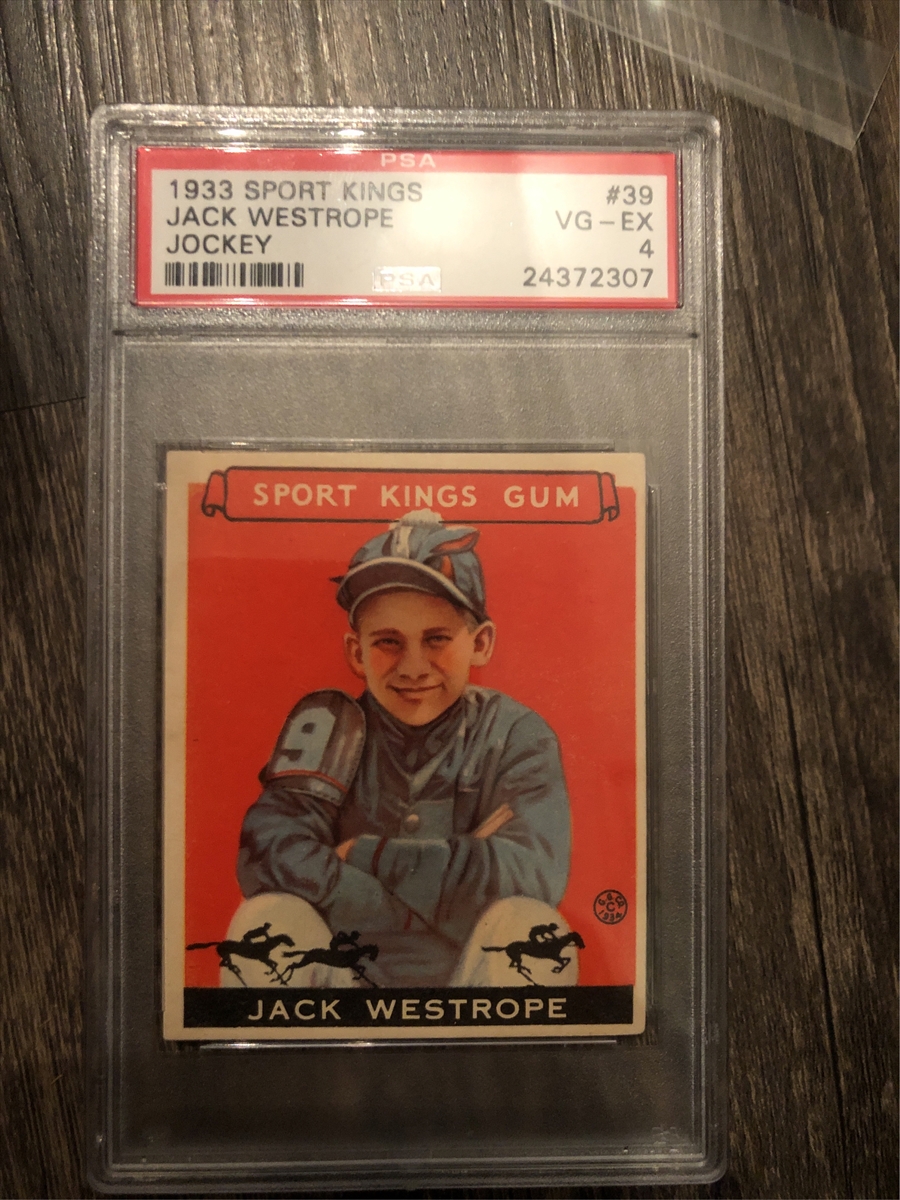 PSA
1933 SPORT KINGS #39
JACK WESTROPE VG-EX
JOCKEY 4
PSA 24372307
SPORT KINGS GUM
9
C
1934
JACK WESTROPE